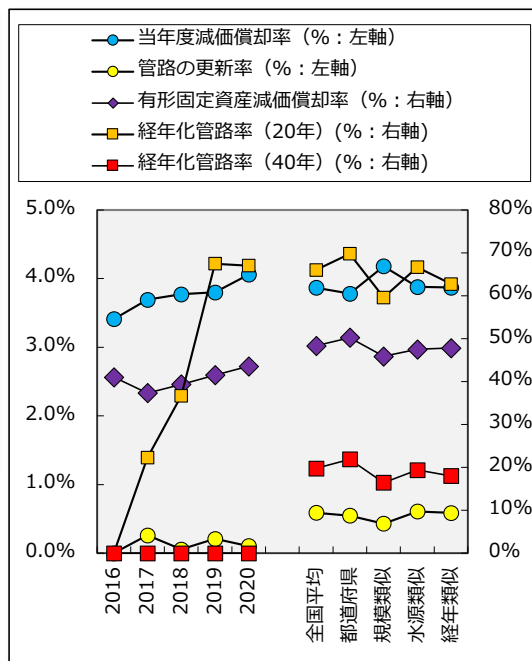 当年度減価償却率（%：左軸）
管路の更新率（%：左軸）
有形固定資産減価償却率（%：右軸）
経年化管路率（20年）(%：右軸)
経年化管路率（40年）(%：右軸)
5.0%
4.0%
3.0%
2.0%
1.0%
0.0%
80%
70%
60%
50%
40%
30%
20%
10%
0%
2016
2017
2018
2019
2020
全国平均
都道府県
規模類似
水源類似
経年類似